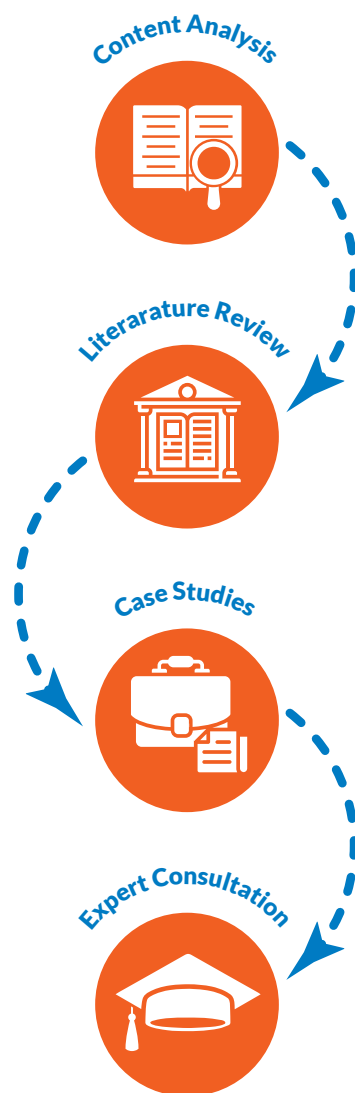 Content Analysis
Literarature Review
Case Studies
Expert Consultation